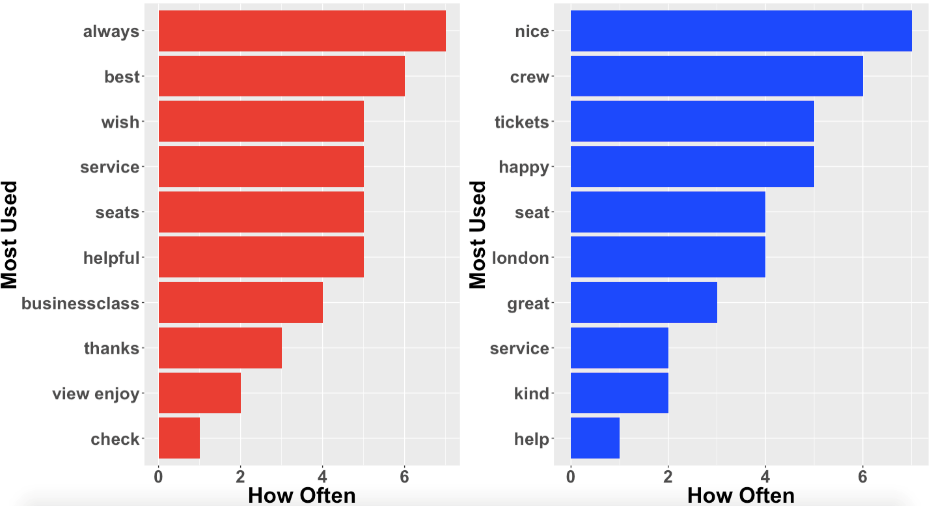 Most Used
always
best
wish
service
seats
helpful
businessclass
thanks
view enjoy
check
0 2 4 6
How Often
Most Used
nice
crew
tickets
happy
seat
london
great
service
kind
help
0 2 4 6
How Often